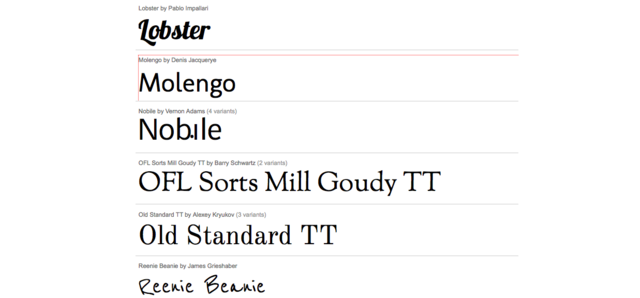 Lobster by Pablo Impallari
Lobster
Molengo by Denis Jacquerye
Molengo
Nobile by Vernon Adams (4 variants)
Nobile
OFL Sorts Mill Goudy TT by Barry Schwartz (2 variants)
OFL Sorts Mill Goudy TT
Old Standard TT by Alexey Kryukov (3 variants)
Old Standard TT
Reenie Beanie by James Grieshaber
Reenie Beanie